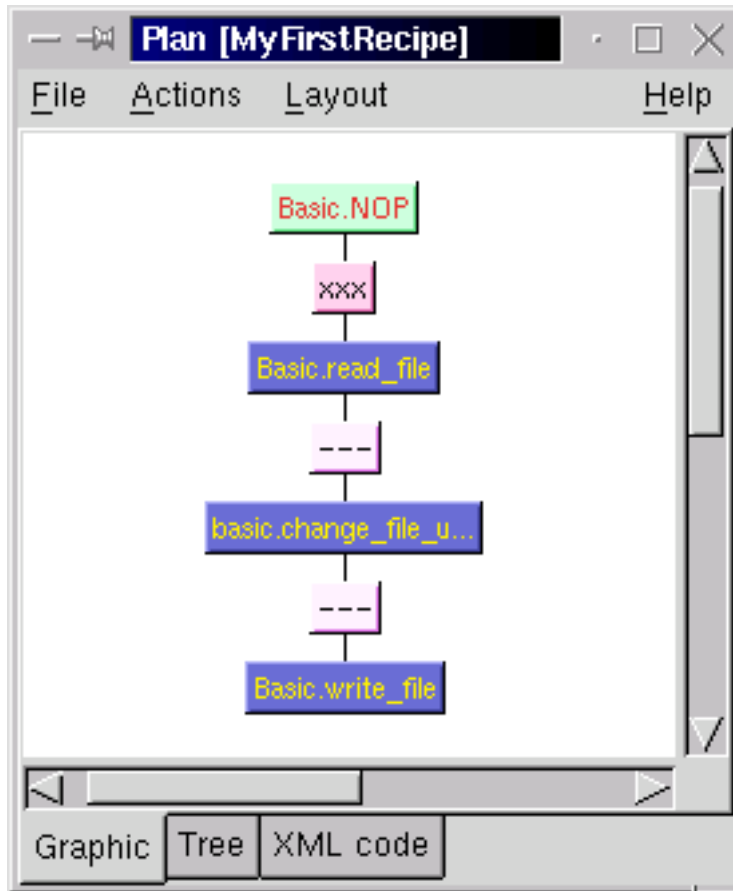 Plan [MyFirstRecipe]
File Actions Layout Help
Basic.NOP
xxx
Basic.read_file
---
basic.change_file_u...
---
Basic.write_file
Graphic Tree XML code